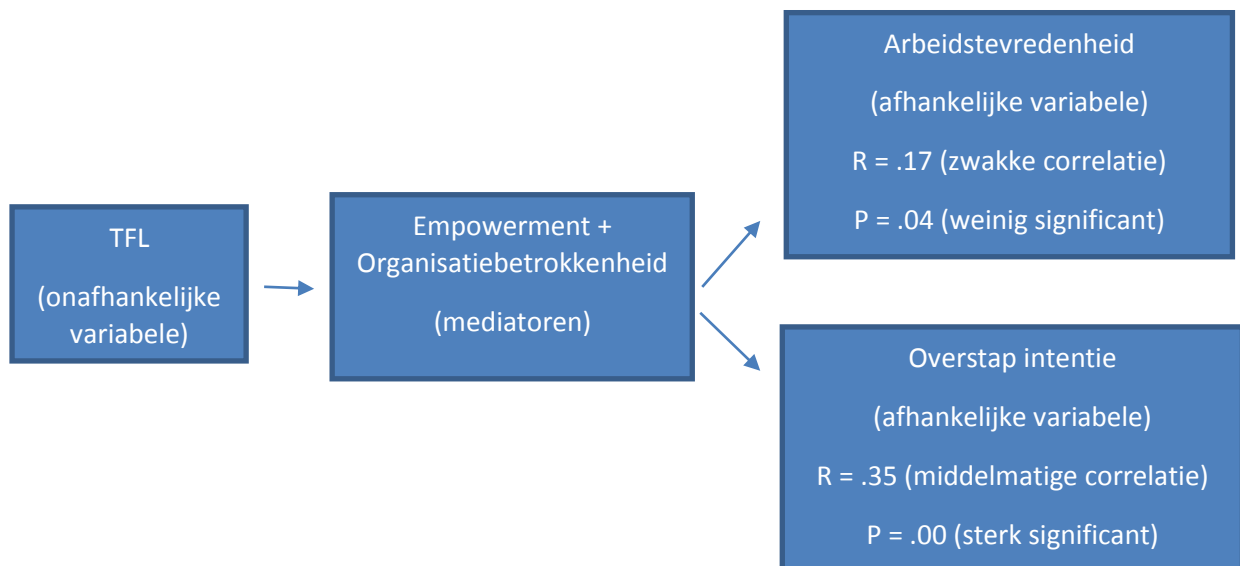 TFL
(onafhankelijke
variabele)
Empowerment +
Organisatiebetrokkenheid
(mediatoren)
Arbeidstevredenheid
(afhankelijke variabele)
R = .17 (zwakke correlatie)
P = .04 (weinig significant)
Overstap intentie
(afhankelijke variabele)
R = .35 (middelmatige correlatie)
P = .00 (sterk significant)